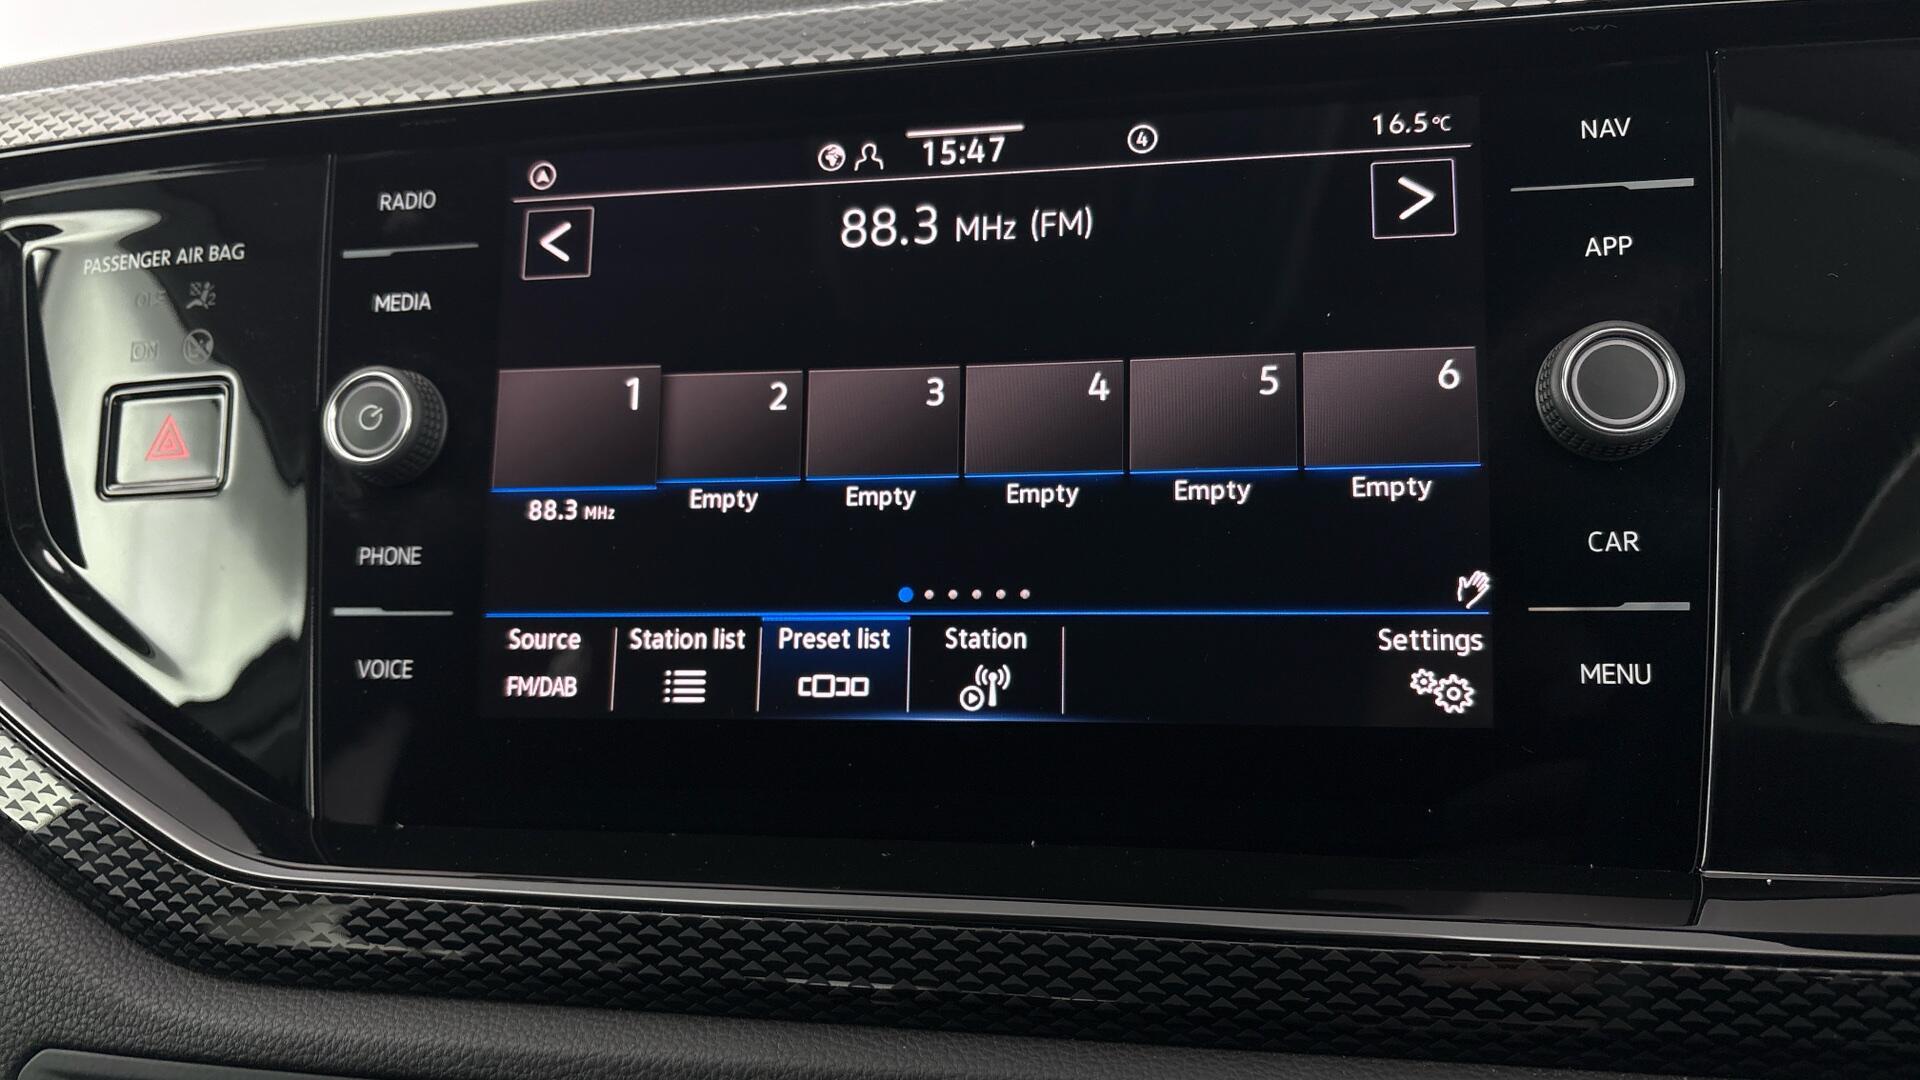 PASSENGER AIR BAG
OFF
2
ON
RADIO
MEDIA
PHONE
VOICE
15:47
4
16.5°C
<
88.3 MHz (FM)
>
1
2
3
4
5
6
88.3 MHz
Empty
Empty
Empty
Empty
Empty
Source
FM/DAB
Station list
Preset list
Station
Settings
NAV
APP
CAR
MENU